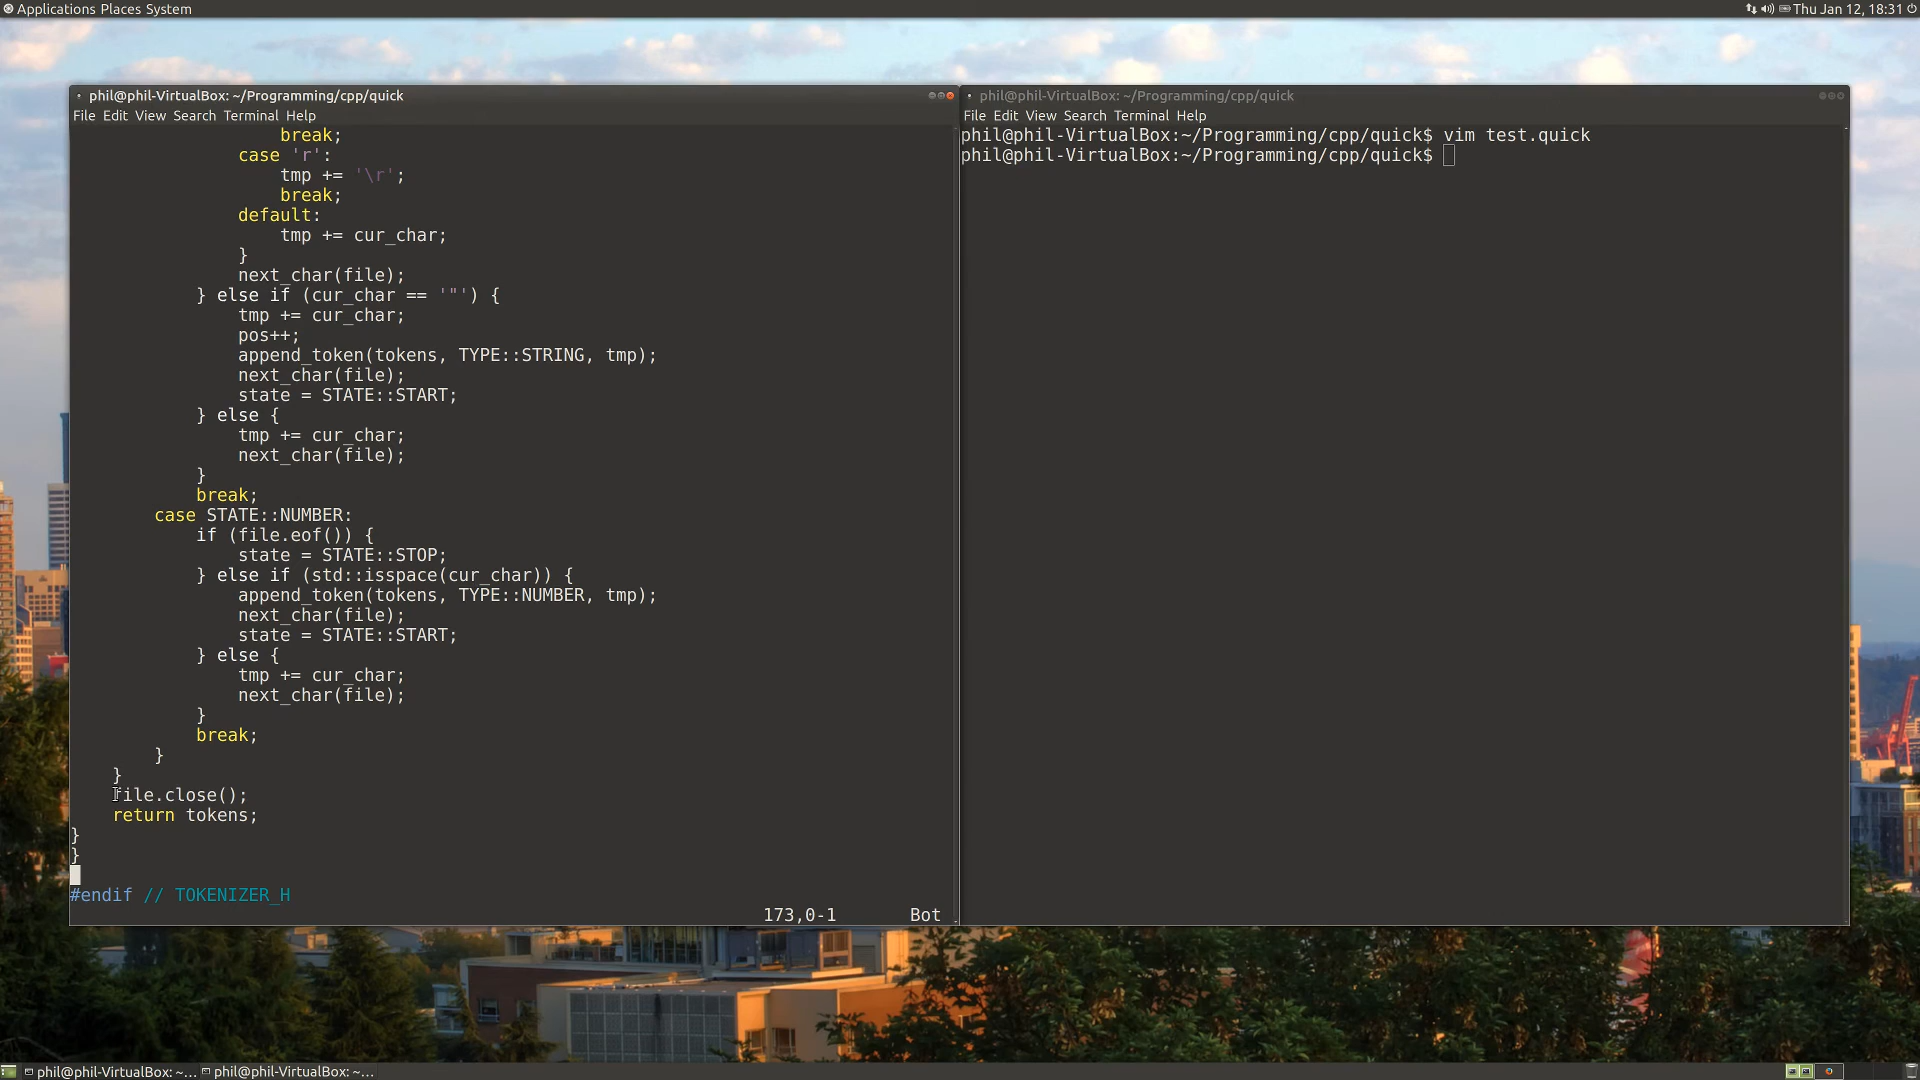 Applications Places System
Thu Jan 12, 18:31
phil@phil-VirtualBox: ~/Programming/cpp/quick
File Edit View Search Terminal Help
                    break;
                case 'r':
                    tmp += '\r';
                    break;
                default:
                    tmp += cur_char;
                }
                next_char(file);
            } else if (cur_char == '"') {
                tmp += cur_char;
                pos++;
                append_token(tokens, TYPE::STRING, tmp);
                next_char(file);
                state = STATE::START;
            } else {
                tmp += cur_char;
                next_char(file);
            }
            break;
        case STATE::NUMBER:
            if (file.eof()) {
                state = STATE::STOP;
            } else if (std::isspace(cur_char)) {
                append_token(tokens, TYPE::NUMBER, tmp);
                next_char(file);
                state = STATE::START;
            } else {
                tmp += cur_char;
                next_char(file);
            }
            break;
        }
    }
    file.close();
    return tokens;
}
}
#endif // TOKENIZER_H
173,0-1 Bot
phil@phil-VirtualBox: ~/Programming/cpp/quick
File Edit View Search Terminal Help
phil@phil-VirtualBox:~/Programming/cpp/quick$ vim test.quick
phil@phil-VirtualBox:~/Programming/cpp/quick$
phil@phil-VirtualBox: ~...
phil@phil-VirtualBox: ~...